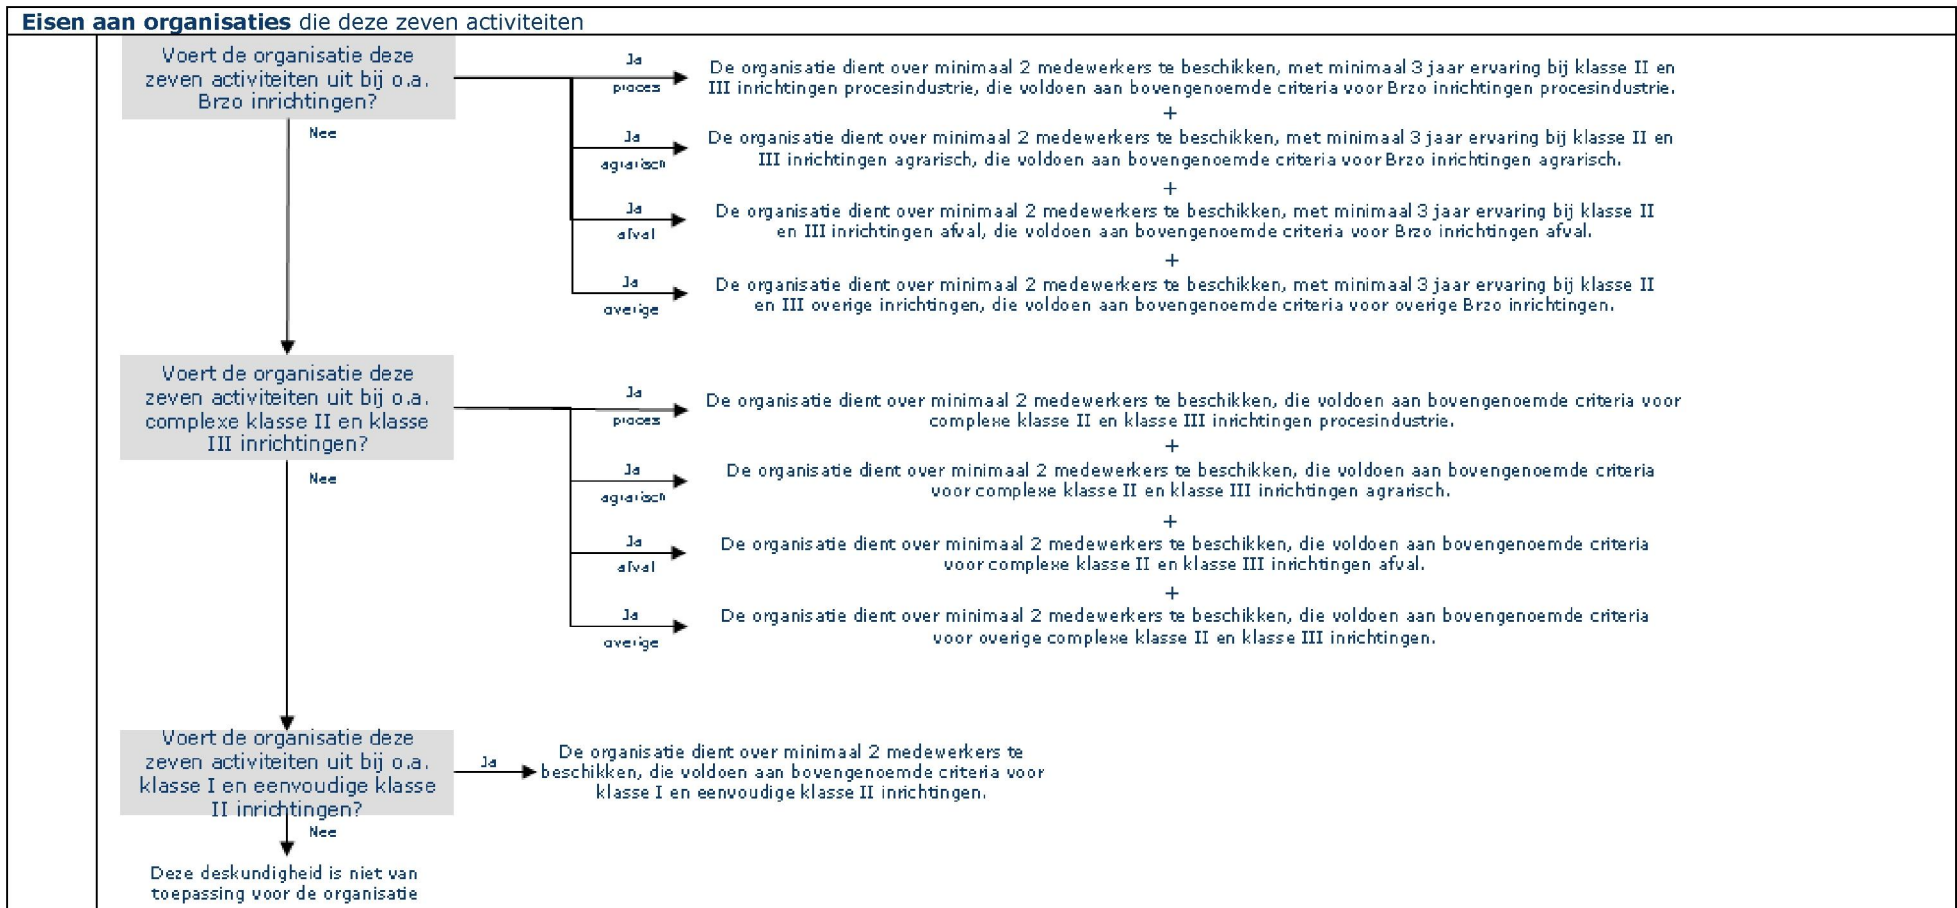 Eisen aan organisaties die deze zeven activiteiten
Voert de organisatie deze
zeven activiteiten uit bij o.a.
Brzo inrichtingen?
Nee
Ja
proces
De organisatie dient over minimaal 2 medewerkers te beschikken, met minimaal 3 jaar ervaring bij klasse II en
III inrichtingen procesindustrie, die voldoen aan bovengenoemde criteria voor Brzo inrichtingen procesindustrie.
+
Ja
agrarisch
De organisatie dient over minimaal 2 medewerkers te beschikken, met minimaal 3 jaar ervaring bij klasse II en
III inrichtingen agrarisch, die voldoen aan bovengenoemde criteria voor Brzo inrichtingen agrarisch.
+
Ja
afval
De organisatie dient over minimaal 2 medewerkers te beschikken, met minimaal 3 jaar ervaring bij klasse II
en III inrichtingen afval, die voldoen aan bovengenoemde criteria voor Brzo inrichtingen afval.
+
Ja
overige
De organisatie dient over minimaal 2 medewerkers te beschikken, met minimaal 3 jaar ervaring bij klasse II
en III overige inrichtingen, die voldoen aan bovengenoemde criteria voor overige Brzo inrichtingen.
Voert de organisatie deze
zeven activiteiten uit bij o.a.
complexe klasse II en klasse
III inrichtingen?
Nee
Ja
proces
De organisatie dient over minimaal 2 medewerkers te beschikken, die voldoen aan bovengenoemde criteria voor
complexe klasse II en klasse III inrichtingen procesindustrie.
+
Ja
agrarisch
De organisatie dient over minimaal 2 medewerkers te beschikken, die voldoen aan bovengenoemde criteria
voor complexe klasse II en klasse III inrichtingen agrarisch.
+
Ja
afval
De organisatie dient over minimaal 2 medewerkers te beschikken, die voldoen aan bovengenoemde criteria
voor complexe klasse II en klasse III inrichtingen afval.
+
Ja
overige
De organisatie dient over minimaal 2 medewerkers te beschikken, die voldoen aan bovengenoemde criteria
voor overige complexe klasse II en klasse III inrichtingen.
Voert de organisatie deze
zeven activiteiten uit bij o.a.
klasse I en eenvoudige klasse
II inrichtingen?
Ja
De organisatie dient over minimaal 2 medewerkers te
beschikken, die voldoen aan bovengenoemde criteria voor
klasse I en eenvoudige klasse II inrichtingen.
Nee
Deze deskundigheid is niet van
toepassing voor de organisatie